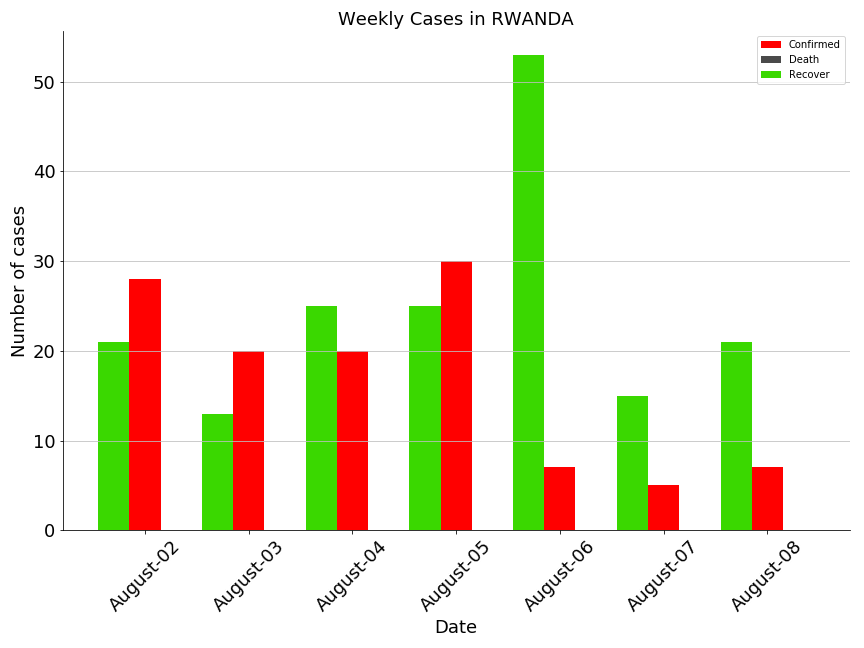 Weekly Cases in RWANDA
Confirmed
Death
Recover
Number of cases
50
40
30
20
10
0
August-02
August-03
August-04
August-05
August-06
August-07
August-08
Date